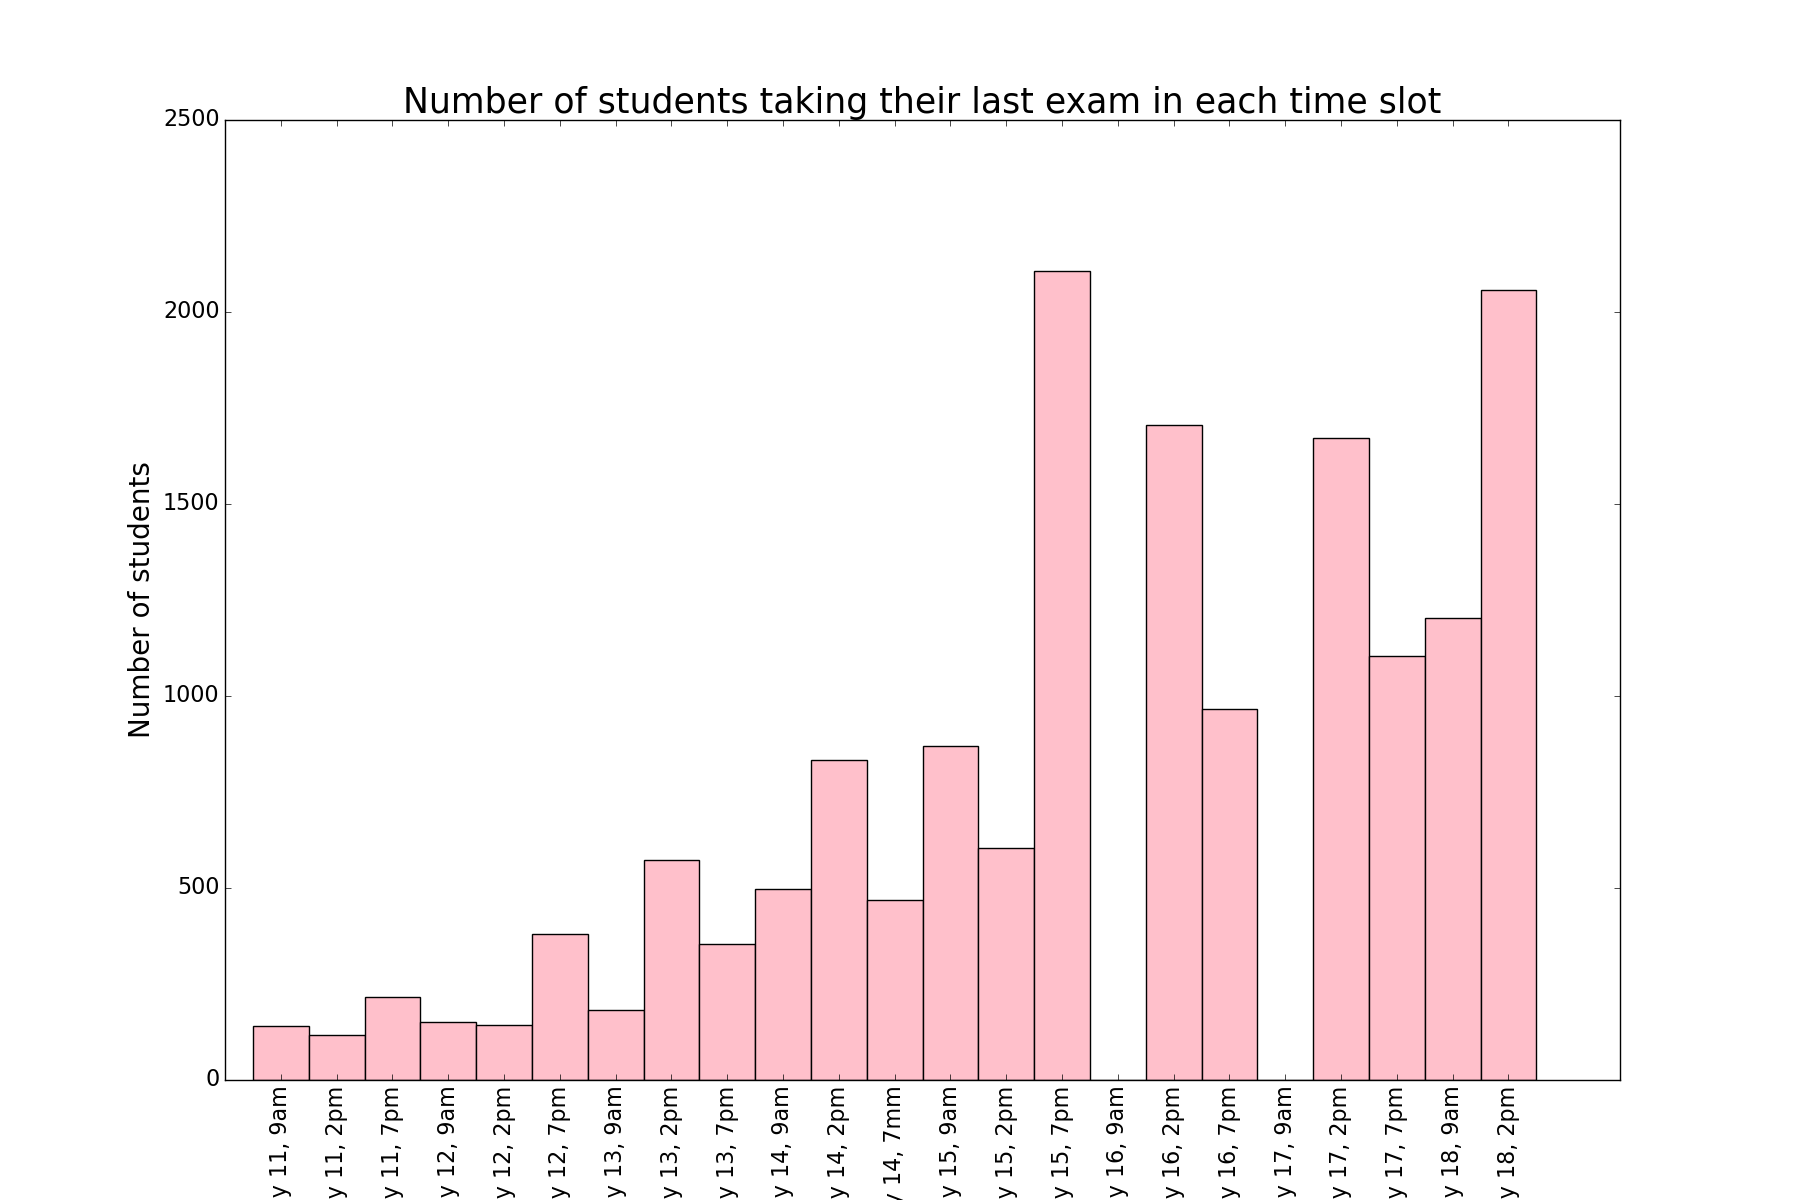 Number of students taking their last exam in each time slot
Number of students
2500
2000
1500
1000
500
0
y 11, 9am
y 11, 2pm
y 11, 7pm
y 12, 9am
y 12, 2pm
y 12, 7pm
y 13, 9am
y 13, 2pm
y 13, 7pm
y 14, 9am
y 14, 2pm
y 14, 7mm
y 15, 9am
y 15, 2pm
y 15, 7pm
y 16, 9am
y 16, 2pm
y 16, 7pm
y 17, 9am
y 17, 2pm
y 17, 7pm
y 18, 9am
y 18, 2pm